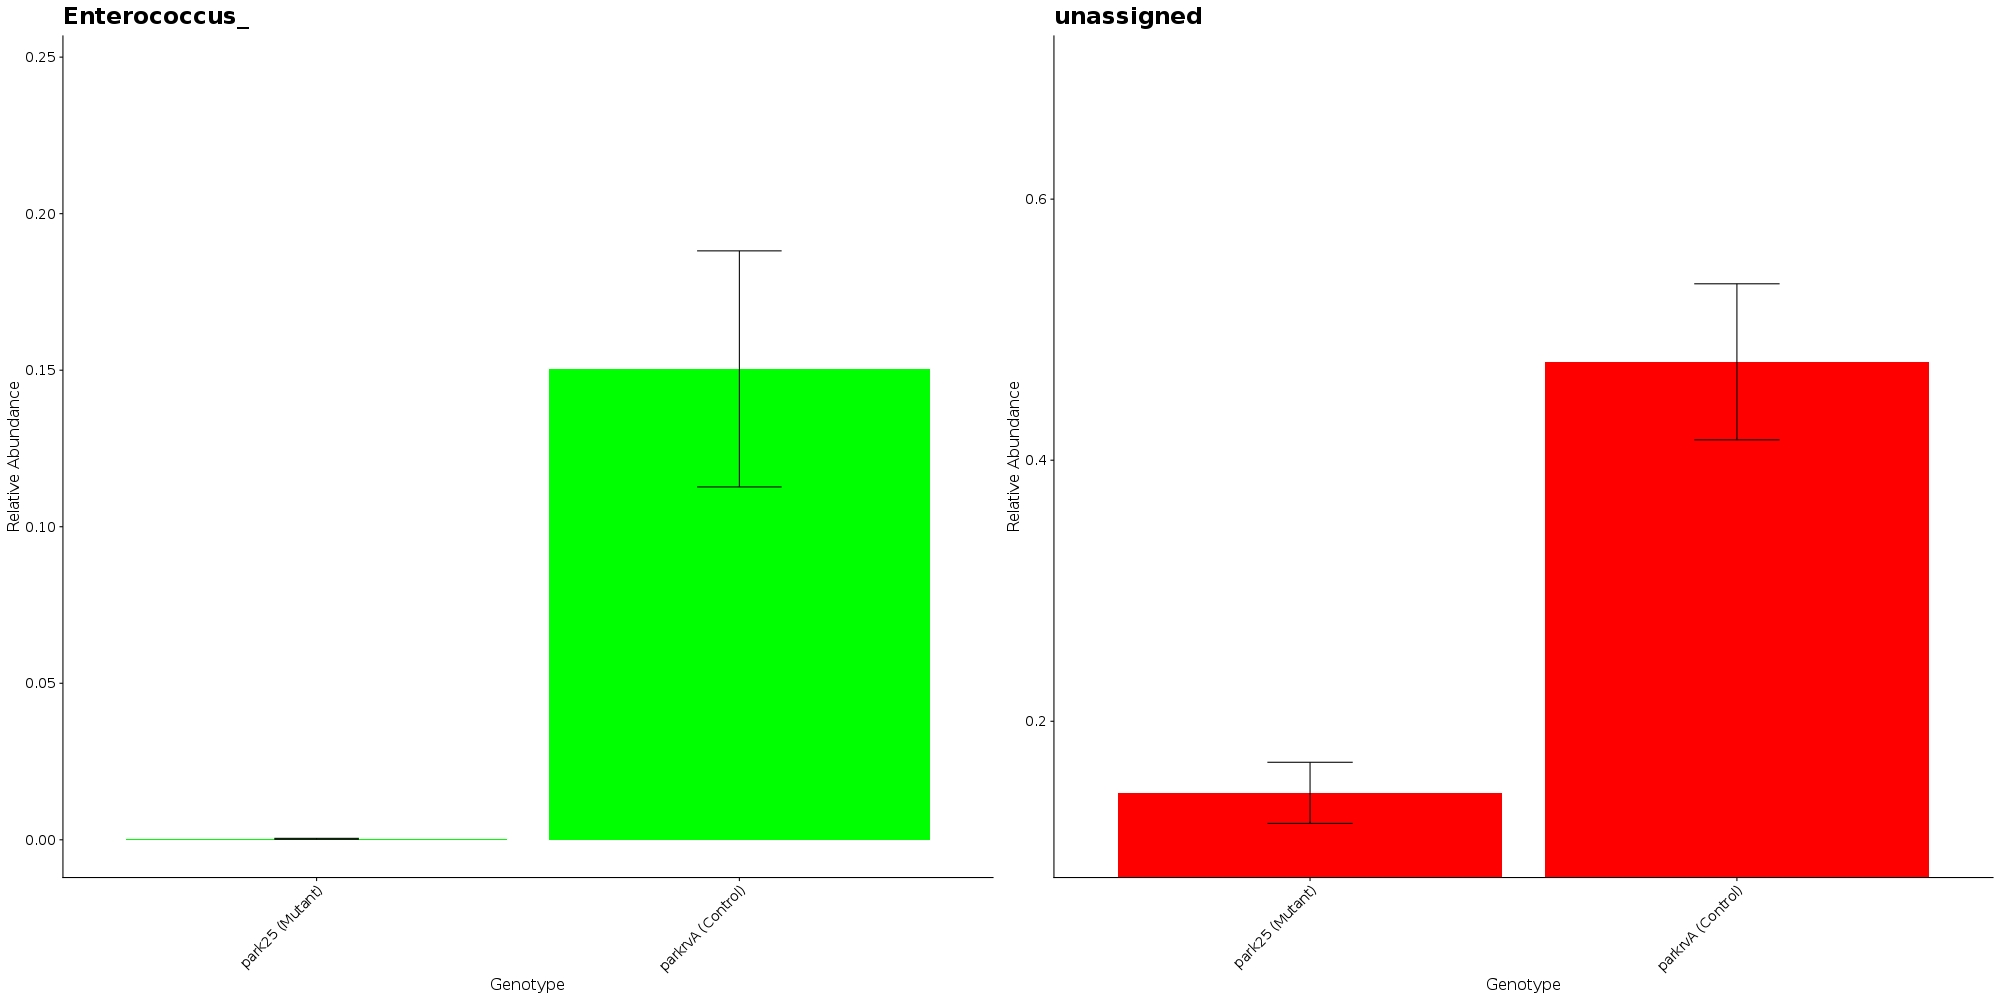 Enterococcus_
0.25
0.20
0.15
0.10
0.05
0.00
Relative Abundance
park25 (Mutant)
parkrvA (Control)
Genotype
unassigned
0.6
0.4
0.2
Relative Abundance
park25 (Mutant)
parkrvA (Control)
Genotype